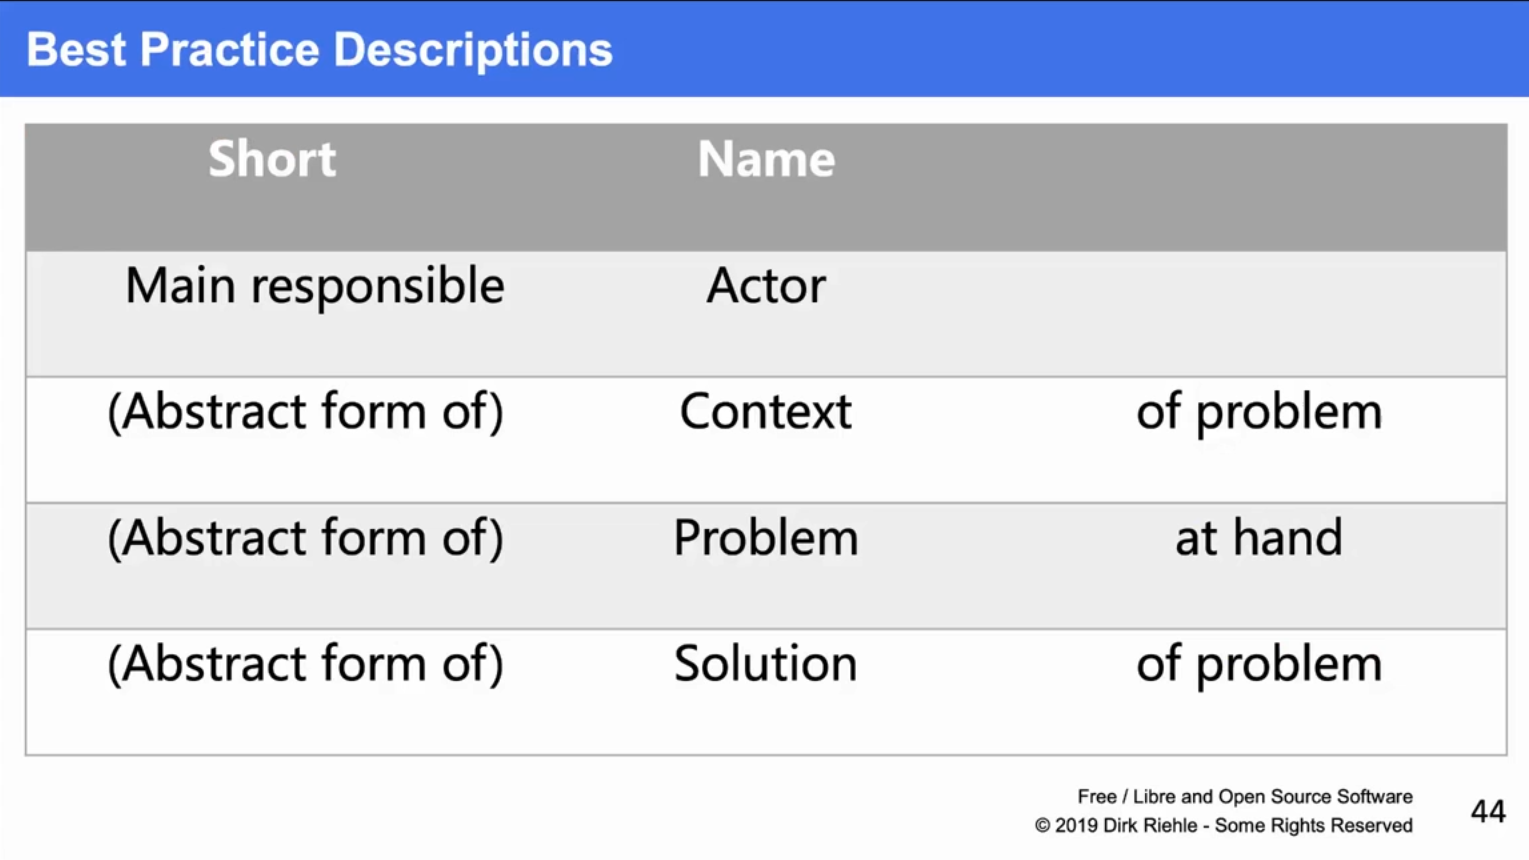 Best Practice Descriptions
Short Name
Main responsible Actor
(Abstract form of) Context of problem
(Abstract form of) Problem at hand
(Abstract form of) Solution of problem
Free / Libre and Open Source Software
© 2019 Dirk Riehle - Some Rights Reserved
44